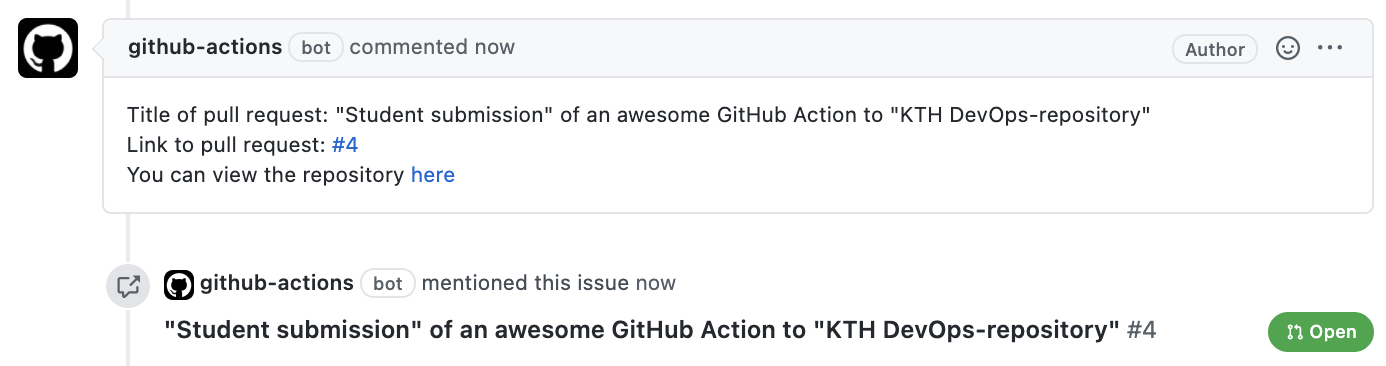 github-actions bot commented now Author
Title of pull request: "Student submission" of an awesome GitHub Action to "KTH DevOps-repository"
Link to pull request: #4
You can view the repository here
github-actions bot mentioned this issue now
"Student submission" of an awesome GitHub Action to "KTH DevOps-repository" #4 Open